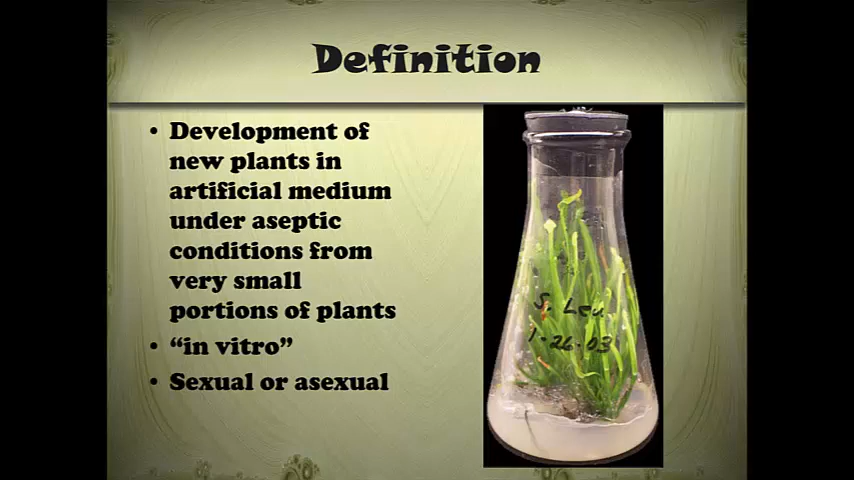 Definition
• Development of
new plants in
artificial medium
under aseptic
conditions from
very small
portions of plants
• “in vitro”
• Sexual or asexual
S. Leu
1-26-03